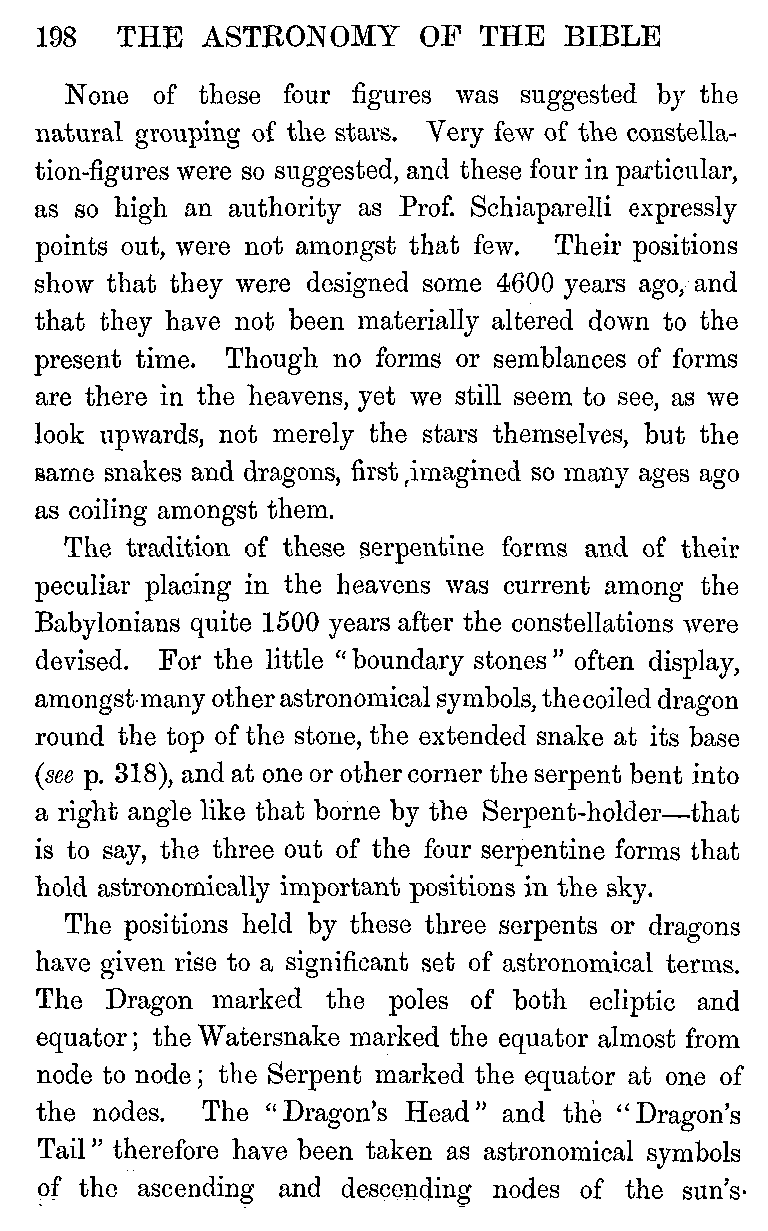 198 THE ASTRONOMY OF THE BIBLE
None of these four figures was suggested by the
natural grouping of the stars. Very few of the constella-
tion-figures were so suggested, and these four in particular,
as so high an authority as Prof. Schiaparelli expressly
points out, were not amongst that few. Their positions
show that they were designed some 4600 years ago, and
that they have not been materially altered down to the
present time. Though no forms or semblances of forms
are there in the heavens, yet we still seem to see, as we
look upwards, not merely the stars themselves, but the
same snakes and dragons, first imagined so many ages ago
as coiling amongst them.
The tradition of these serpentine forms and of their
peculiar placing in the heavens was current among the
Babylonians quite 1500 years after the constellations were
devised. For the little "boundary stones" often display,
amongst many other astronomical symbols, the coiled dragon
round the top of the stone, the extended snake at its base
(see p. 318), and at one or other corner the serpent bent into
a right angle like that borne by the Serpent-holder—that
is to say, the three out of the four serpentine forms that
hold astronomically important positions in the sky.
The positions held by these three serpents or dragons
have given rise to a significant set of astronomical terms.
The Dragon marked the poles of both ecliptic and
equator; the Watersnake marked the equator almost from
node to node; the Serpent marked the equator at one of
the nodes. The "Dragon's Head" and the "Dragon's
Tail" therefore have been taken as astronomical symbols
of the ascending and descending nodes of the sun's